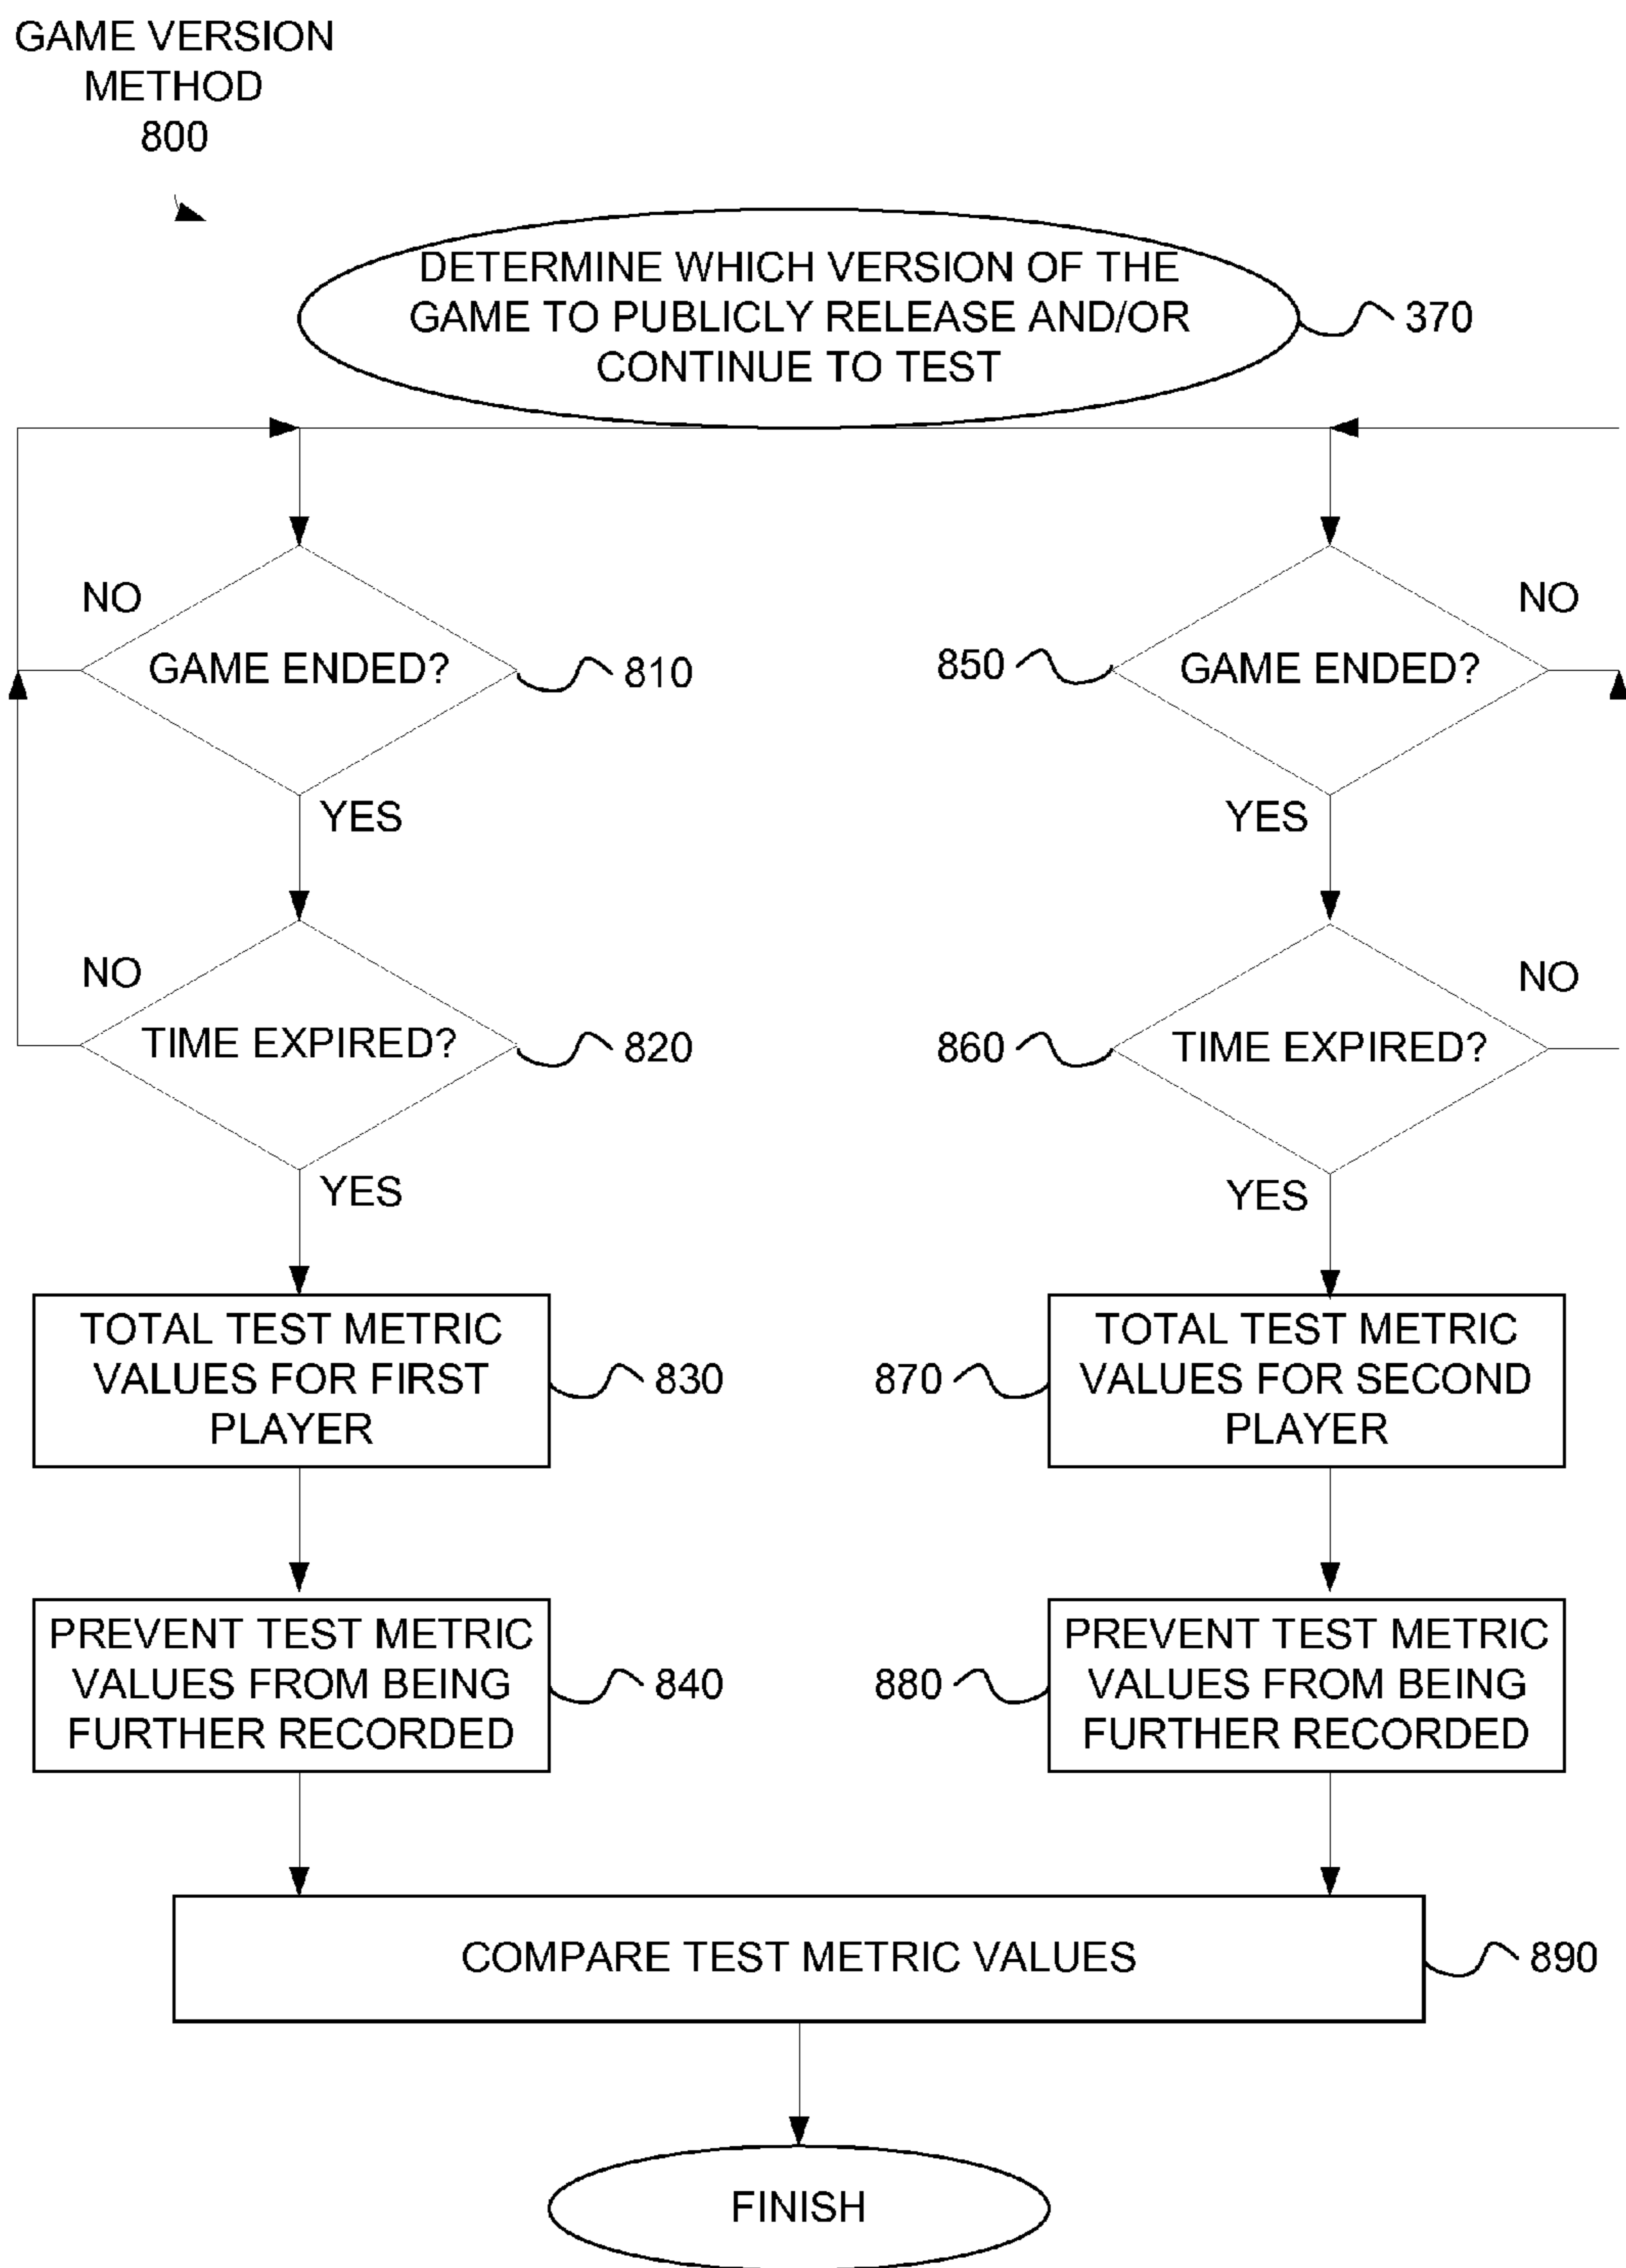 GAME VERSION
METHOD
800
DETERMINE WHICH VERSION OF THE
GAME TO PUBLICLY RELEASE AND/OR
CONTINUE TO TEST
370
NO
GAME ENDED?
810
YES
850
GAME ENDED?
NO
YES
NO
TIME EXPIRED?
820
YES
860
TIME EXPIRED?
NO
YES
TOTAL TEST METRIC
VALUES FOR FIRST
PLAYER
830
870
TOTAL TEST METRIC
VALUES FOR SECOND
PLAYER
PREVENT TEST METRIC
VALUES FROM BEING
FURTHER RECORDED
840
880
PREVENT TEST METRIC
VALUES FROM BEING
FURTHER RECORDED
COMPARE TEST METRIC VALUES
890
FINISH